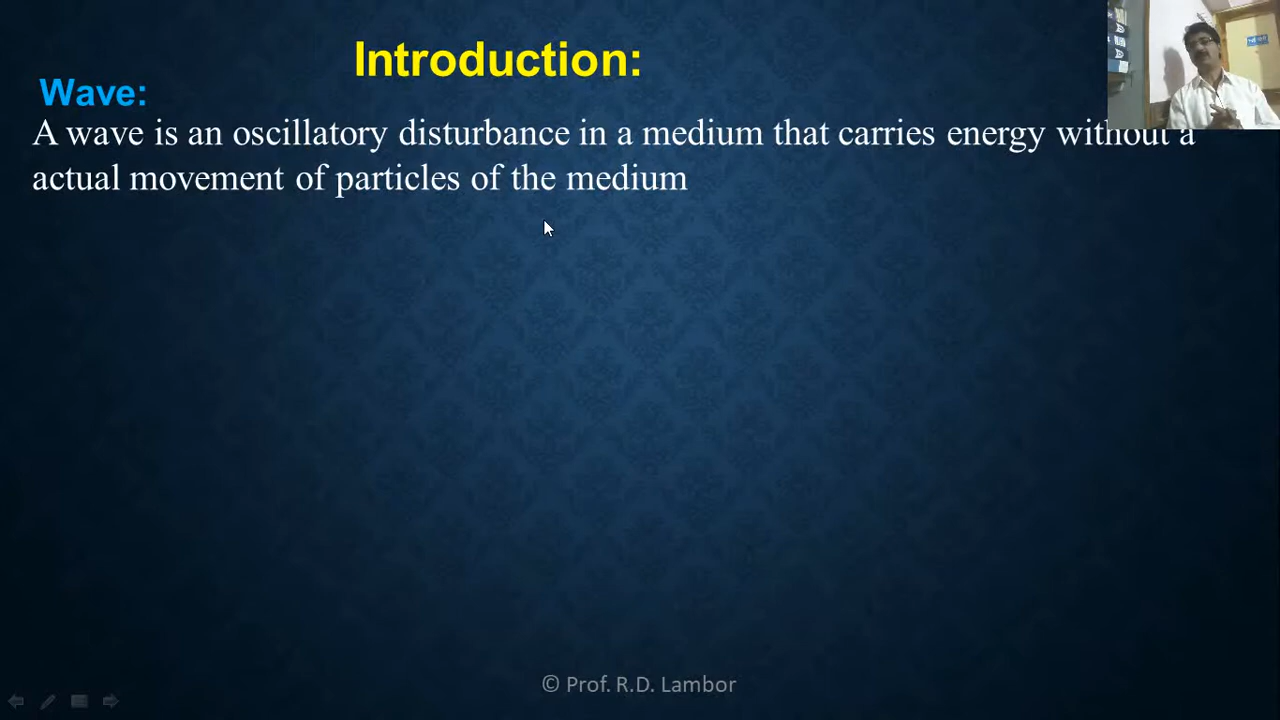 Introduction:
Wave:
A wave is an oscillatory disturbance in a medium that carries energy without a
actual movement of particles of the medium
© Prof. R.D. Lambor